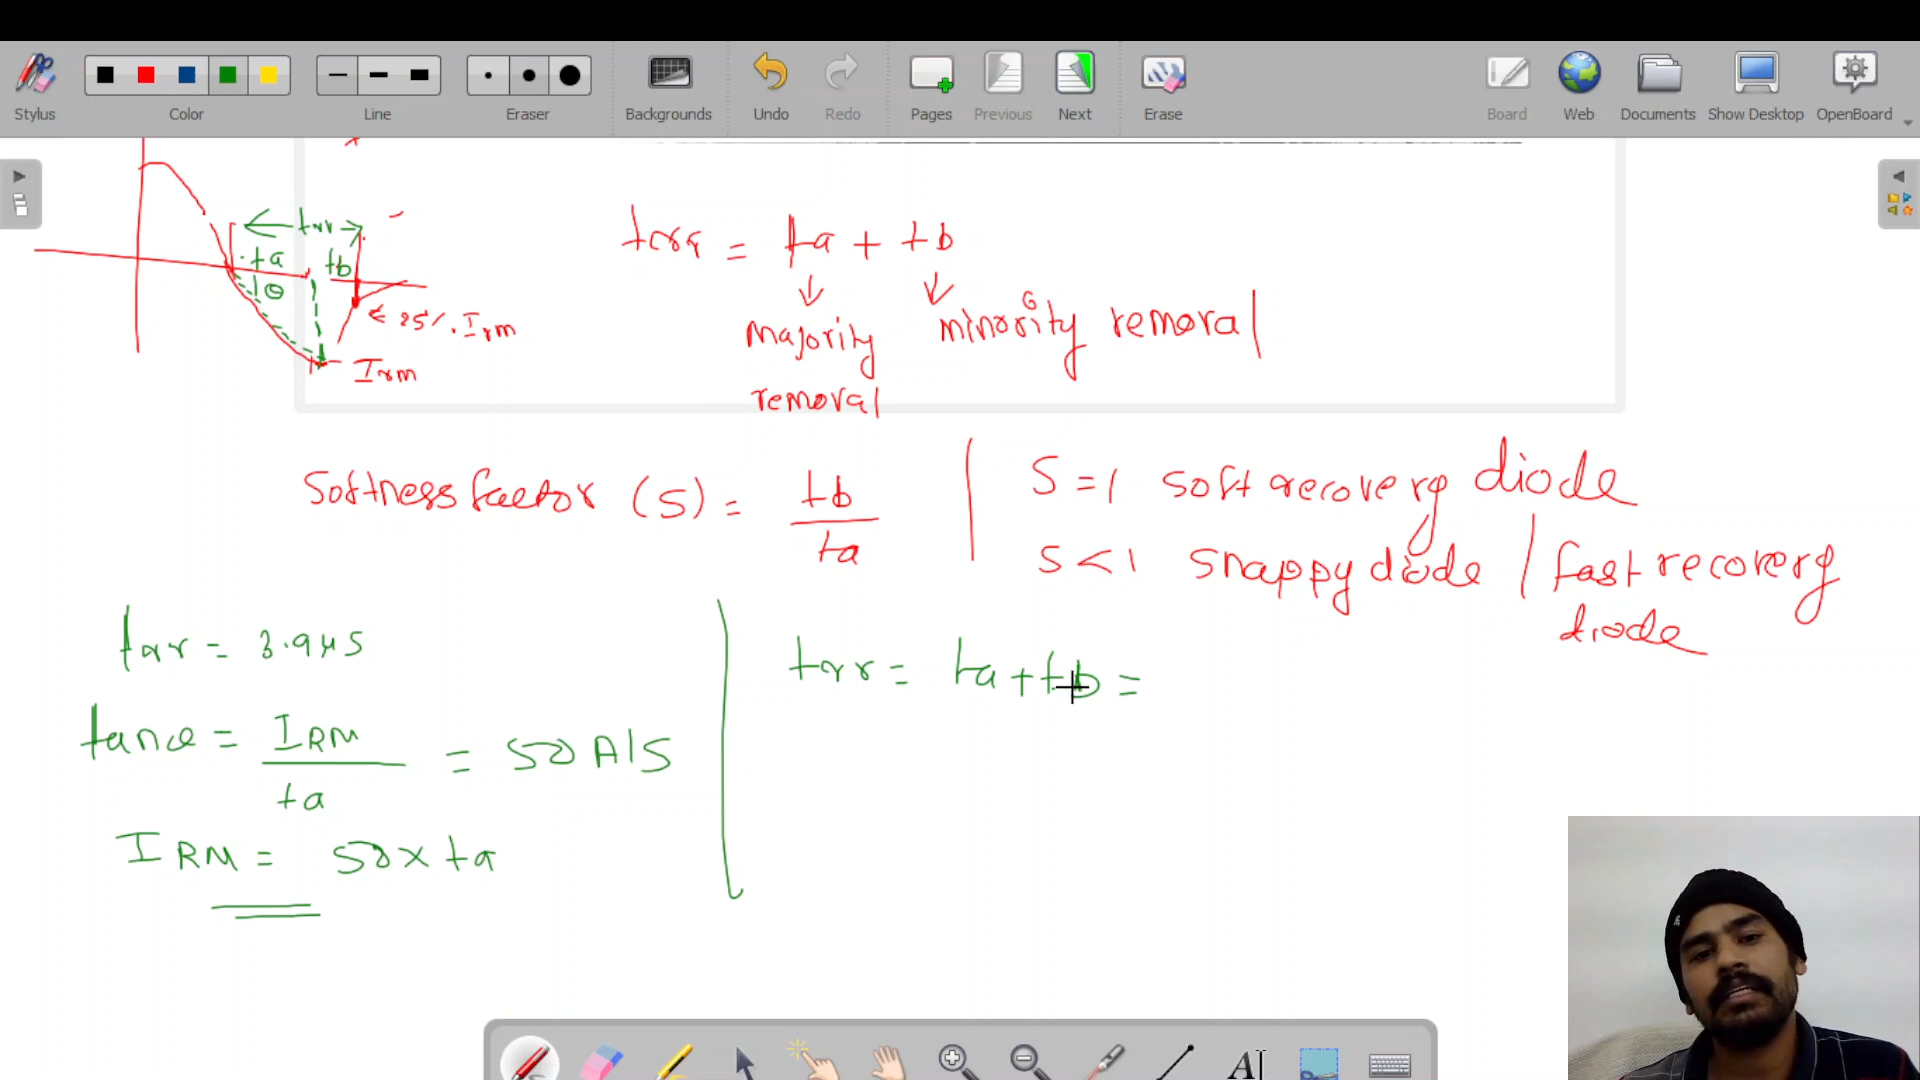 Stylus Color Line Eraser Backgrounds Undo Redo Pages Previous Next Erase Board Web Documents Show Desktop OpenBoard
trr
ta tb
θ
25% Irm
Irm
= ta + tb
majority removal
minority removal
Softness factor (S) = tb / ta
S = 1 soft recovery diode
S < 1 snappy diode / fast recovery diode
trr = 3.9 μs
tanθ = IRM / ta = 50 A/S
IRM = 50 x ta
trr = ta + tb =